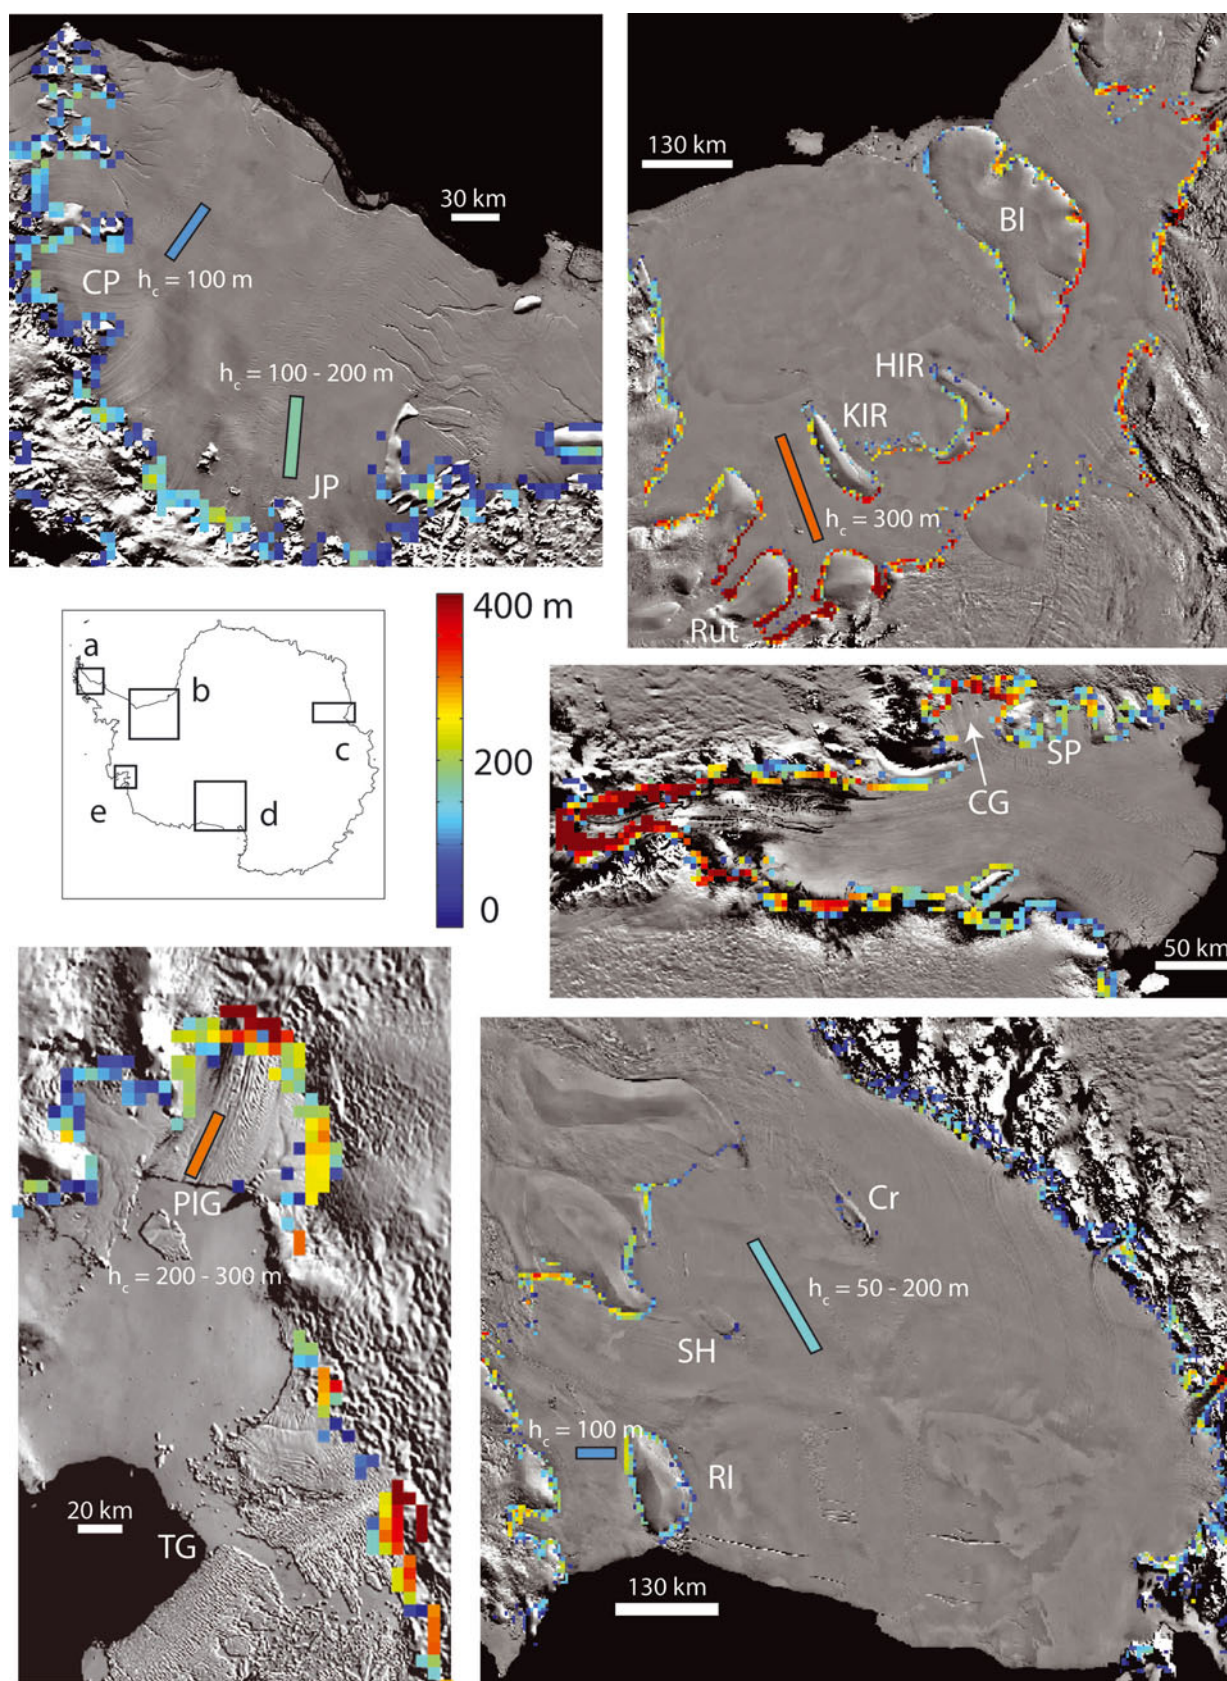 30 km
CP
h_c = 100 m
h_c = 100 - 200 m
JP
130 km
BI
HIR
KIR
h_c = 300 m
Rut
a
b
c
d
e
400 m
200
0
SP
CG
50 km
PIG
h_c = 200 - 300 m
20 km
TG
Cr
h_c = 50 - 200 m
SH
h_c = 100 m
RI
130 km